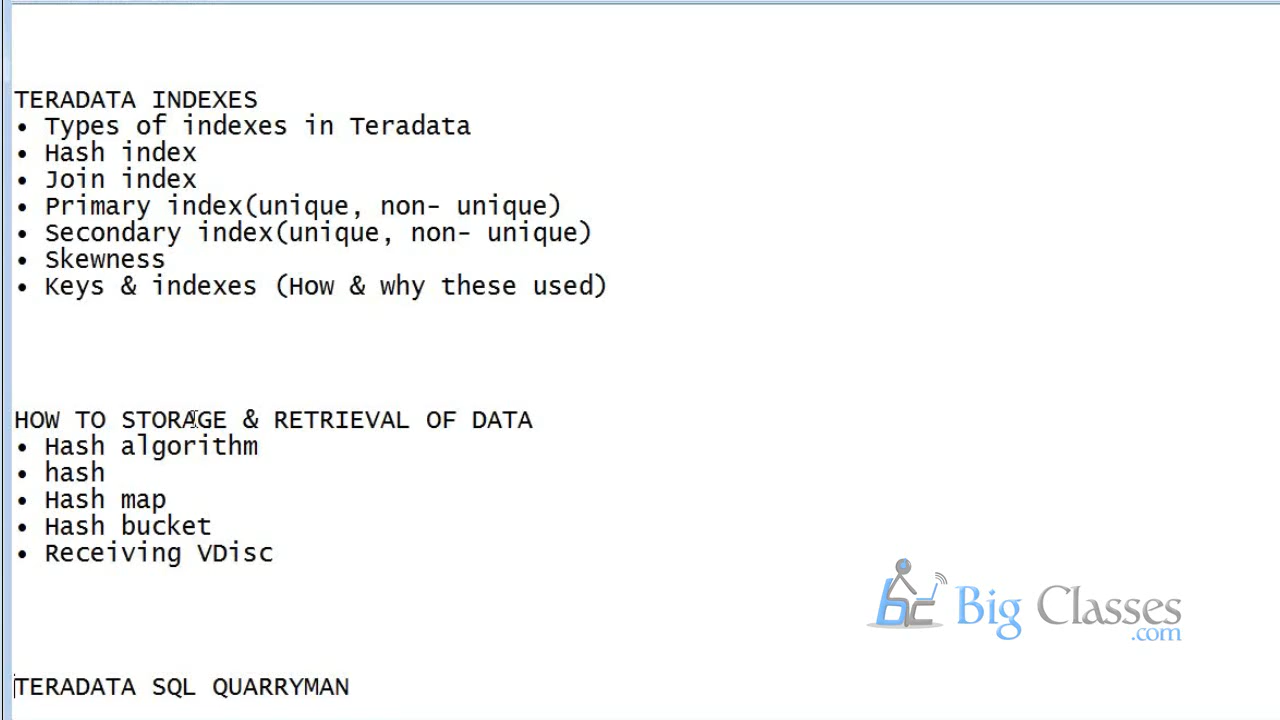 TERADATA INDEXES
• Types of indexes in Teradata
• Hash index
• Join index
• Primary index(unique, non- unique)
• Secondary index(unique, non- unique)
• Skewness
• Keys & indexes (How & why these used)
HOW TO STORAGE & RETRIEVAL OF DATA
• Hash algorithm
• hash
• Hash map
• Hash bucket
• Receiving VDisc
bc Big Classes
.com
TERADATA SQL QUARRYMAN